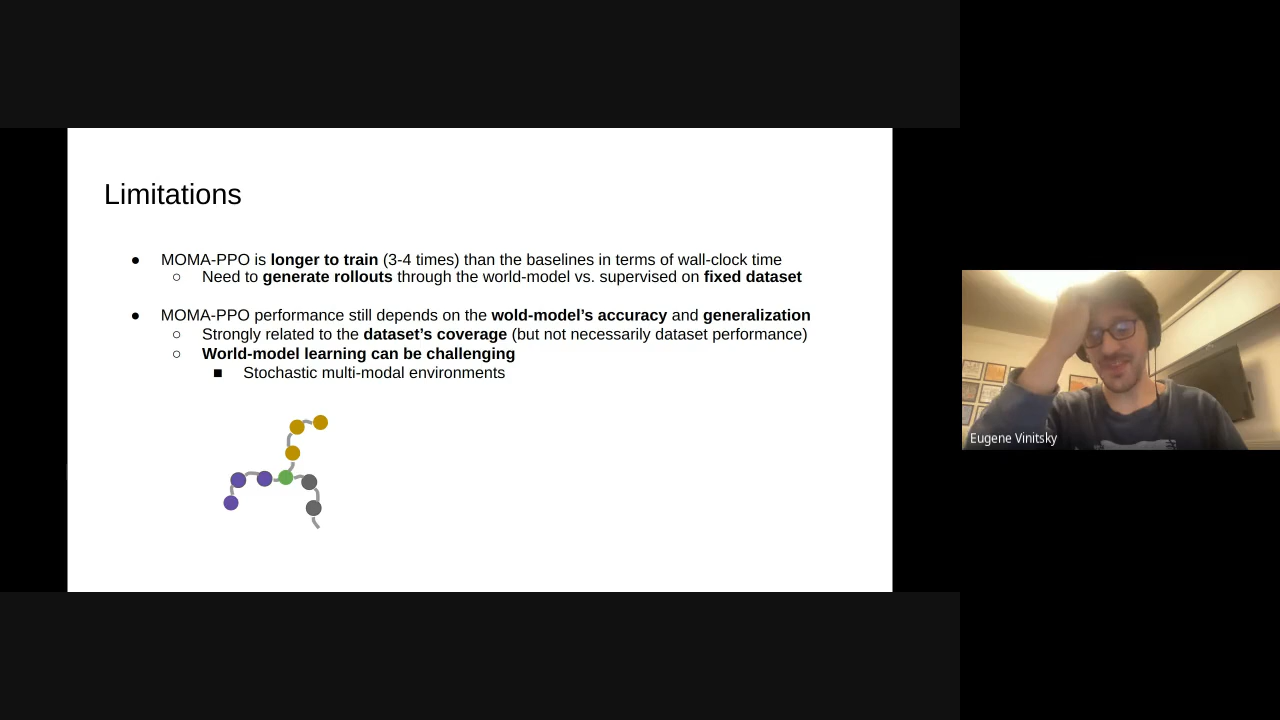 Limitations
● MOMA-PPO is longer to train (3-4 times) than the baselines in terms of wall-clock time
○ Need to generate rollouts through the world-model vs. supervised on fixed dataset
● MOMA-PPO performance still depends on the wold-model's accuracy and generalization
○ Strongly related to the dataset's coverage (but not necessarily dataset performance)
○ World-model learning can be challenging
■ Stochastic multi-modal environments
Eugene Vinitsky